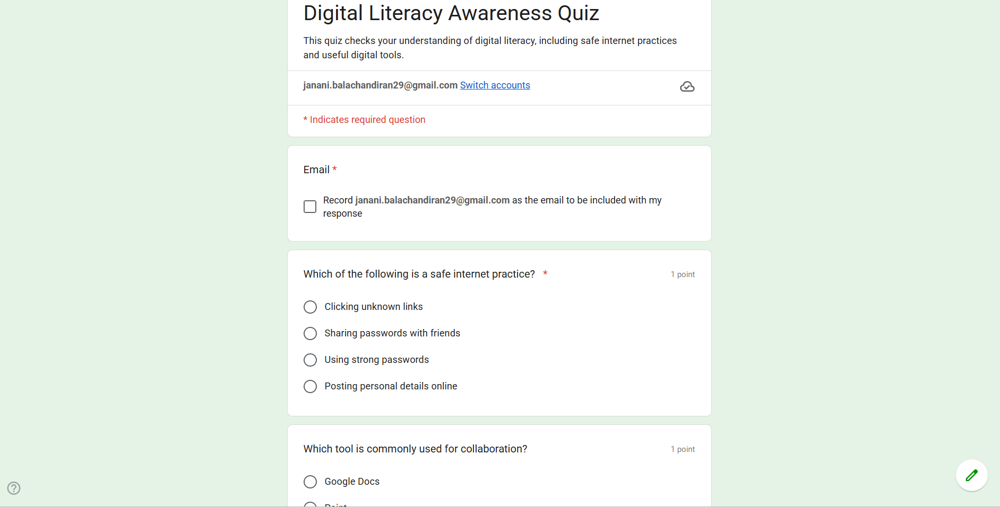 Digital Literacy Awareness Quiz
This quiz checks your understanding of digital literacy, including safe internet practices
and useful digital tools.
janani.balachandiran29@gmail.com Switch accounts
* Indicates required question
Email *
Record janani.balachandiran29@gmail.com as the email to be included with my
response
Which of the following is a safe internet practice? * 1 point
Clicking unknown links
Sharing passwords with friends
Using strong passwords
Posting personal details online
Which tool is commonly used for collaboration? 1 point
Google Docs